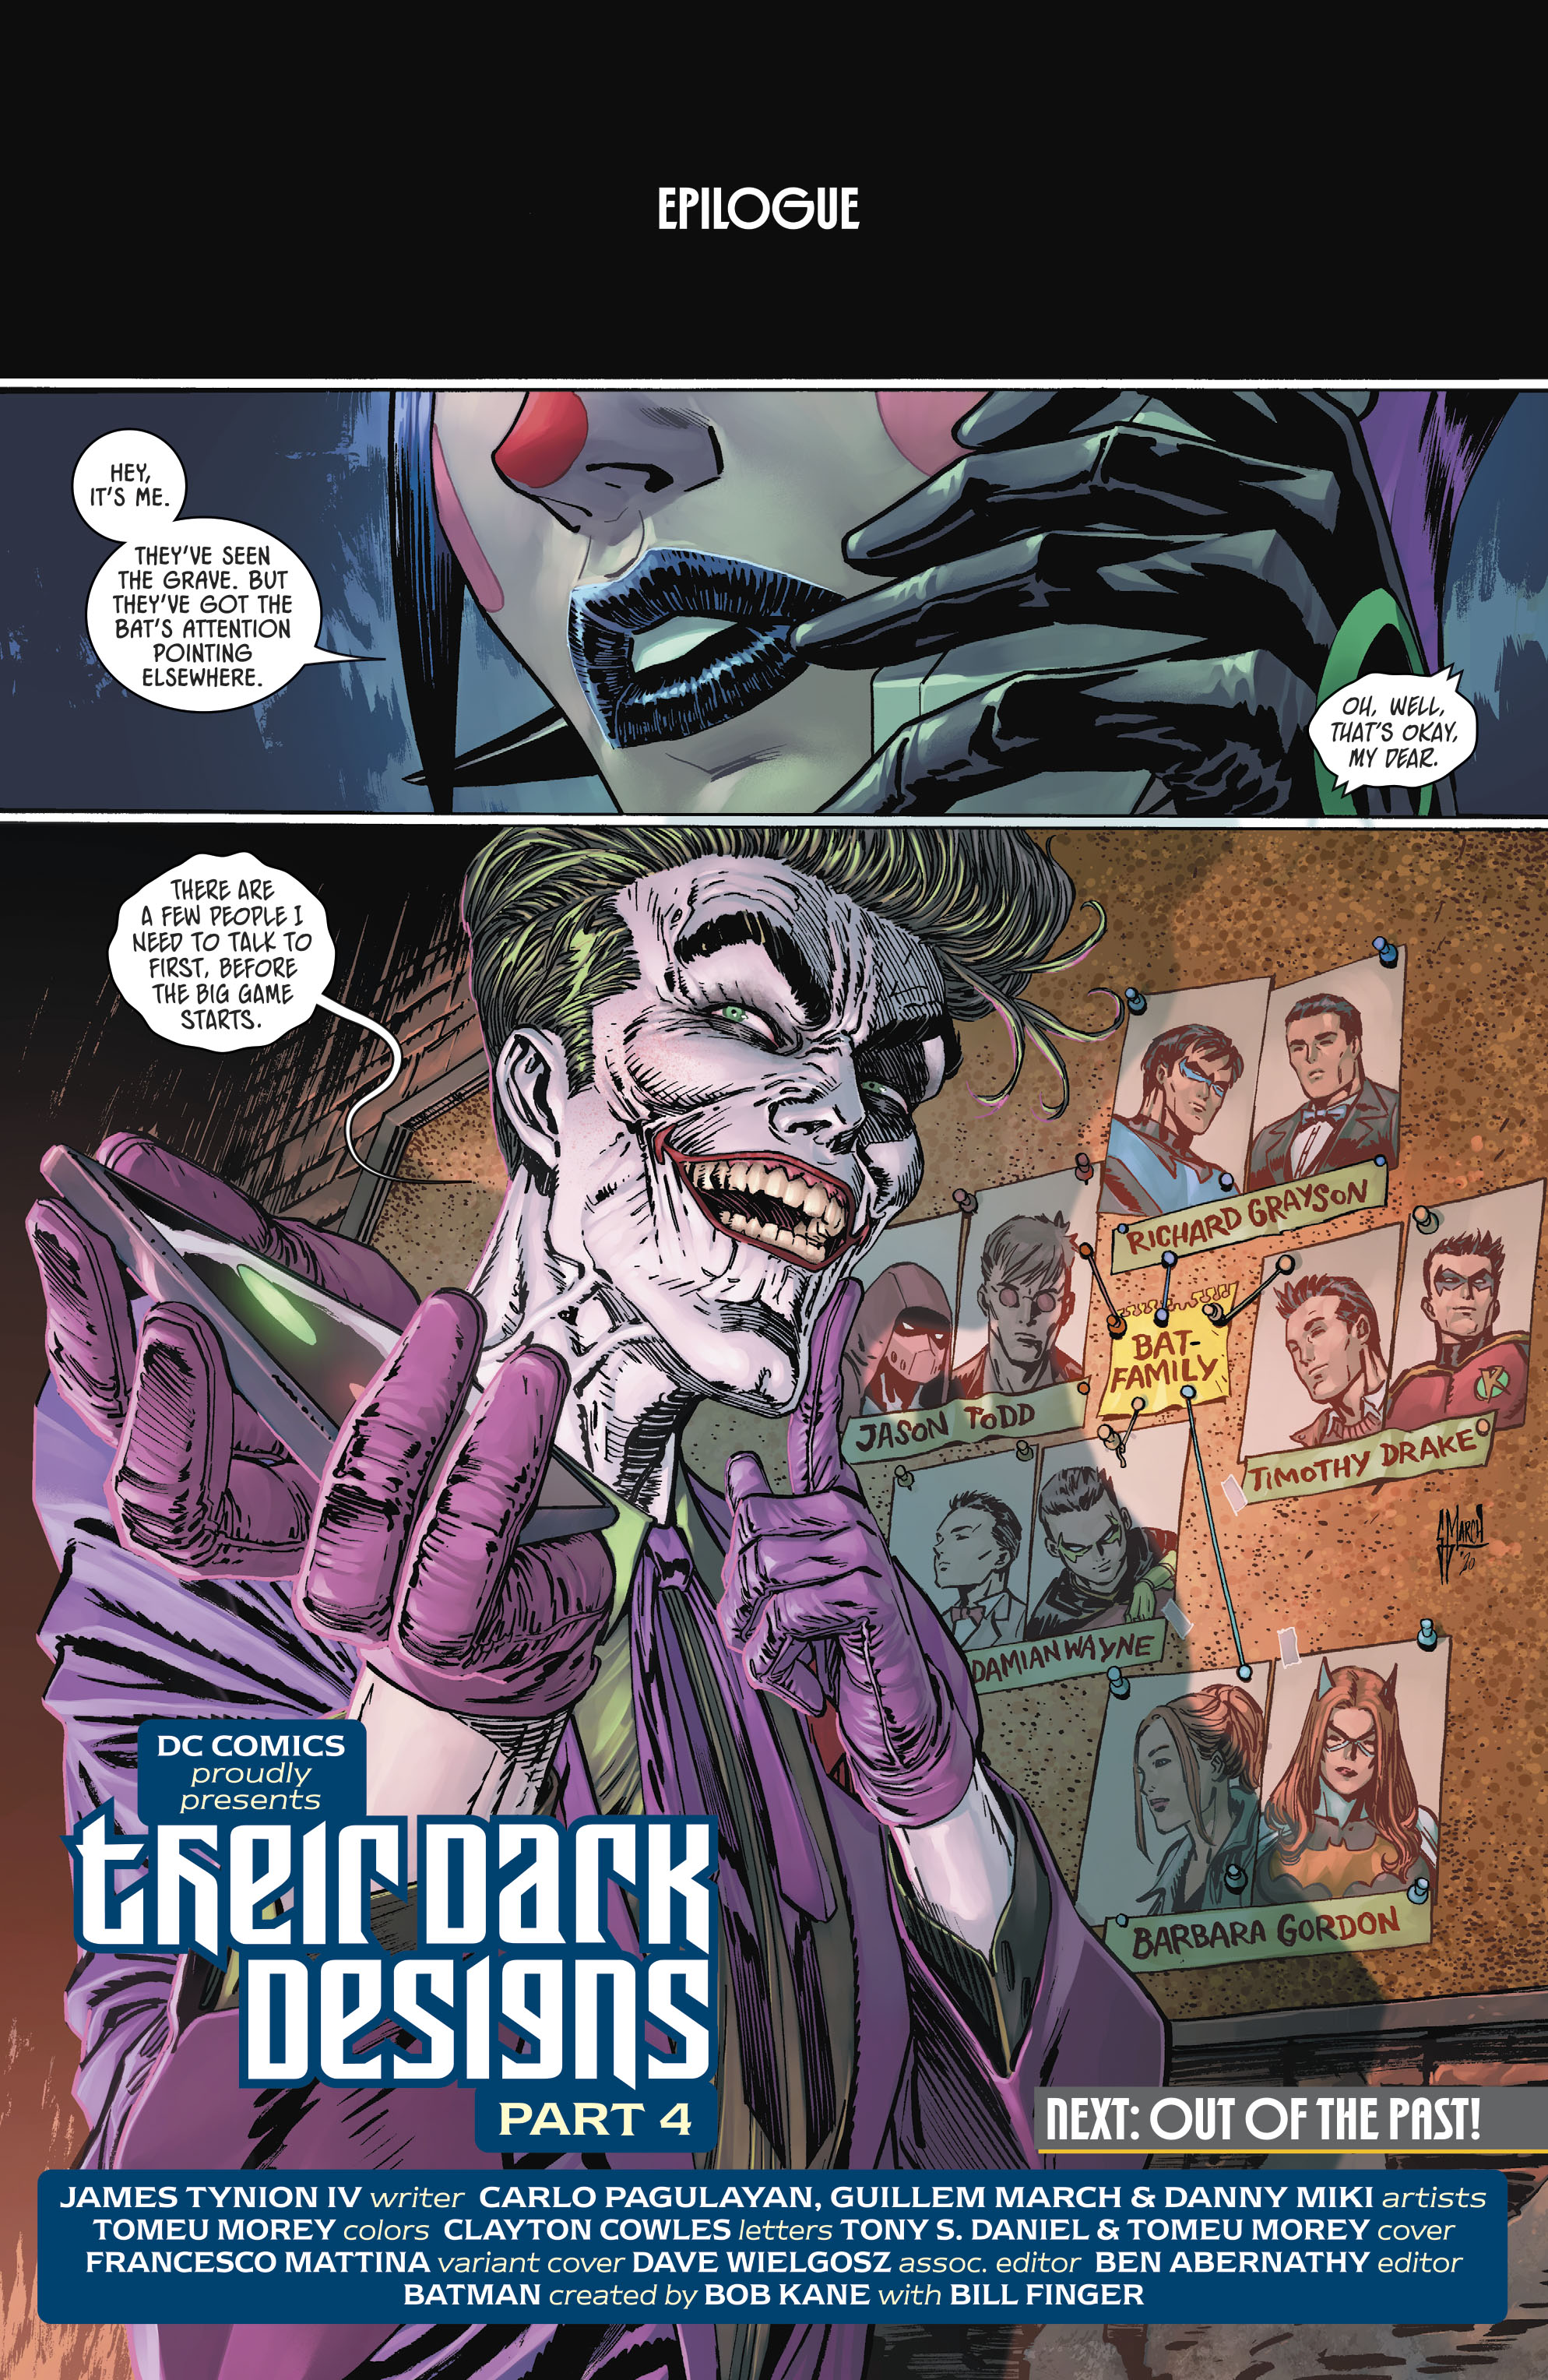 EPILOGUE
HEY,
IT'S ME.
THEY'VE SEEN
THE GRAVE. BUT
THEY'VE GOT THE
BAT'S ATTENTION
POINTING
ELSEWHERE.
OH, WELL,
THAT'S OKAY,
MY DEAR.
THERE ARE
A FEW PEOPLE I
NEED TO TALK TO
FIRST, BEFORE
THE BIG GAME
STARTS.
RICHARD GRAYSON
BAT-
FAMILY
JASON TODD
TIMOTHY DRAKE
DAMIAN WAYNE
BARBARA GORDON
G MARCH
'20
R
DC COMICS
proudly
presents
their Dark
Designs
PART 4
NEXT: OUT OF THE PAST!
JAMES TYNION IV writer CARLO PAGULAYAN, GUILLEM MARCH & DANNY MIKI artists
TOMEU MOREY colors CLAYTON COWLES letters TONY S. DANIEL & TOMEU MOREY cover
FRANCESCO MATTINA variant cover DAVE WIELGOSZ assoc. editor BEN ABERNATHY editor
BATMAN created by BOB KANE with BILL FINGER